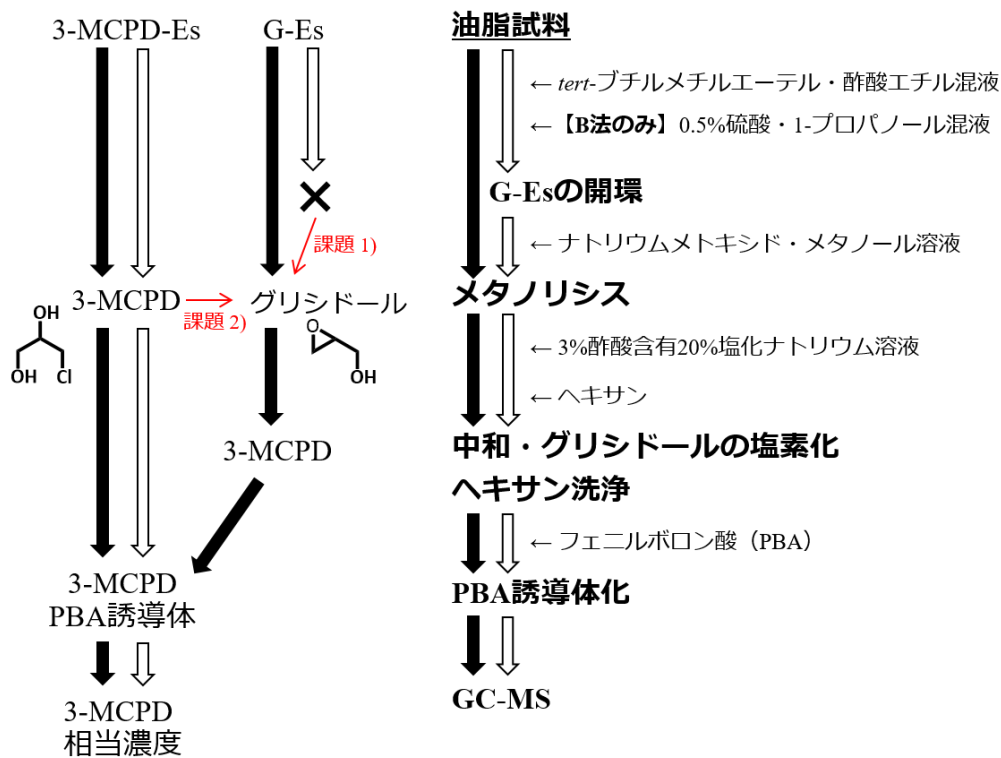 3-MCPD-Es
G-Es
課題 1)
3-MCPD
課題 2)
グリシドール
OH
OH
Cl
O
OH
3-MCPD
3-MCPD
PBA誘導体
3-MCPD
相当濃度
油脂試料
← tert-ブチルメチルエーテル・酢酸エチル混液
← 【B法のみ】0.5%硫酸・1-プロパノール混液
G-Esの開環
← ナトリウムメトキシド・メタノール溶液
メタノリシス
← 3%酢酸含有20%塩化ナトリウム溶液
← ヘキサン
中和・グリシドールの塩素化
ヘキサン洗浄
← フェニルボロン酸（PBA）
PBA誘導体化
GC-MS